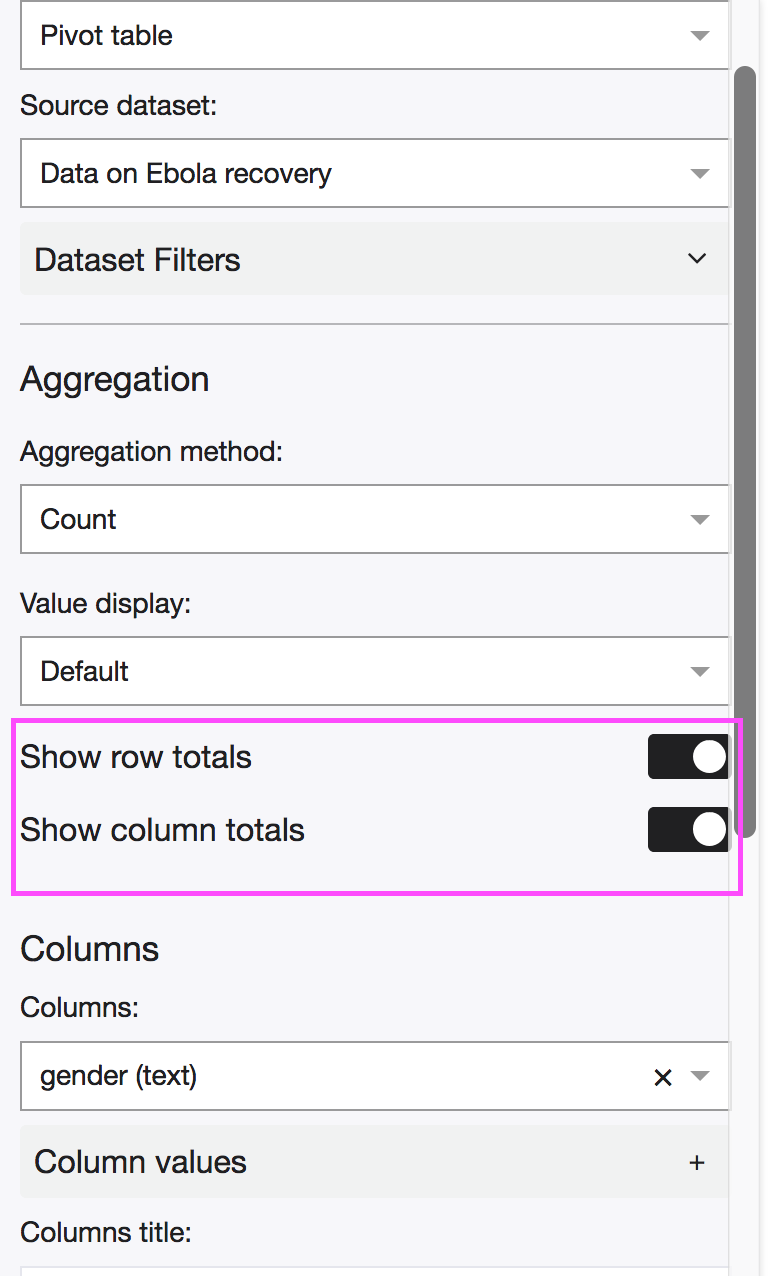 Pivot table
Source dataset:
Data on Ebola recovery
Dataset Filters
Aggregation
Aggregation method:
Count
Value display:
Default
Show row totals
Show column totals
Columns
Columns:
gender (text)
Column values
Columns title: